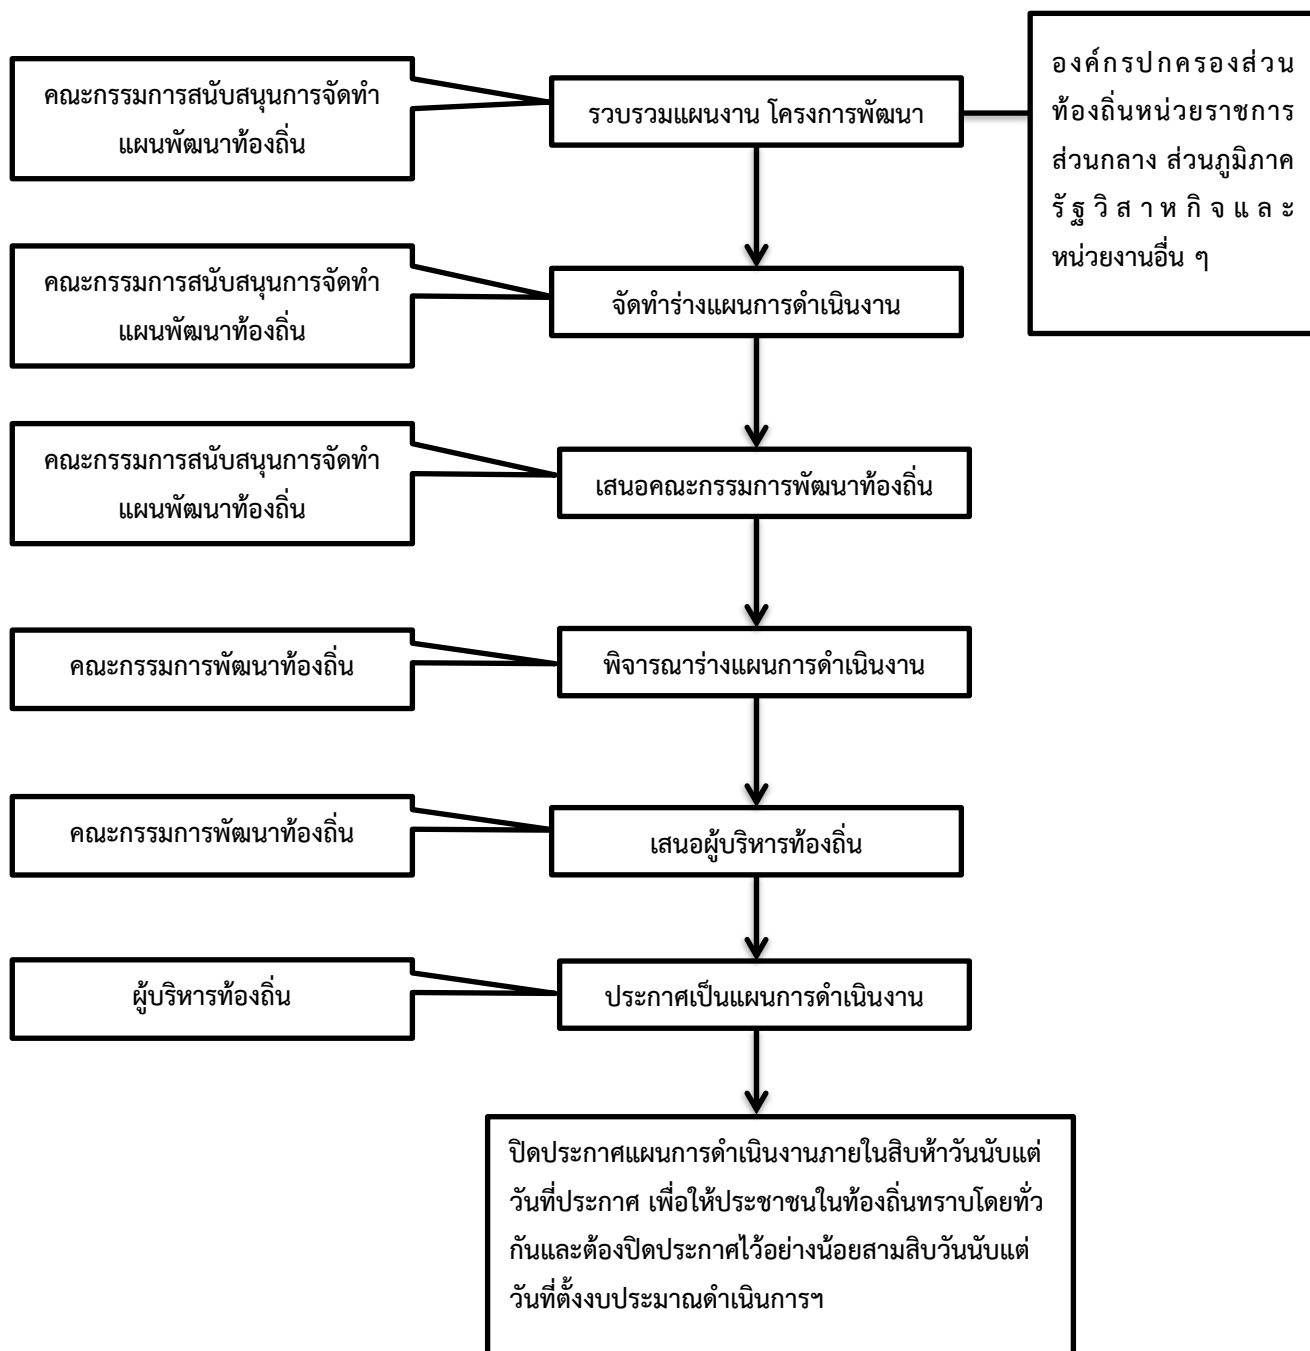 คณะกรรมการสนับสนุนการจัดทำ
แผนพัฒนาท้องถิ่น
รวบรวมแผนงาน โครงการพัฒนา
องค์กรปกครองส่วน
ท้องถิ่นหน่วยราชการ
ส่วนกลาง ส่วนภูมิภาค
รัฐวิสาหกิจและ
หน่วยงานอื่น ๆ
คณะกรรมการสนับสนุนการจัดทำ
แผนพัฒนาท้องถิ่น
จัดทำร่างแผนการดำเนินงาน
คณะกรรมการสนับสนุนการจัดทำ
แผนพัฒนาท้องถิ่น
เสนอคณะกรรมการพัฒนาท้องถิ่น
คณะกรรมการพัฒนาท้องถิ่น
พิจารณาร่างแผนการดำเนินงาน
คณะกรรมการพัฒนาท้องถิ่น
เสนอผู้บริหารท้องถิ่น
ผู้บริหารท้องถิ่น
ประกาศเป็นแผนการดำเนินงาน
ปิดประกาศแผนการดำเนินงานภายในสิบห้าวันนับแต่
วันที่ประกาศ เพื่อให้ประชาชนในท้องถิ่นทราบโดยทั่ว
กันและต้องปิดประกาศไว้อย่างน้อยสามสิบวันนับแต่
วันที่ตั้งงบประมาณดำเนินการฯ